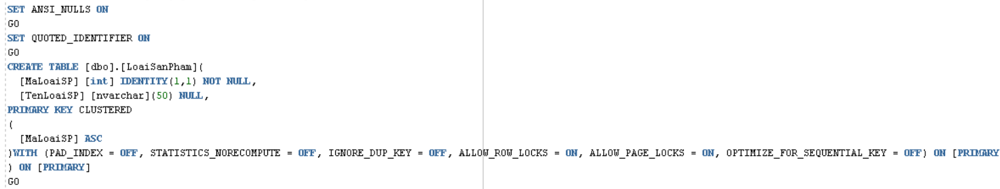 SET ANSI_NULLS ON
GO
SET QUOTED_IDENTIFIER ON
GO
CREATE TABLE [dbo].[LoaiSanPham](
[MaLoaiSP] [int] IDENTITY(1,1) NOT NULL,
[TenLoaiSP] [nvarchar](50) NULL,
PRIMARY KEY CLUSTERED
(
[MaLoaiSP] ASC
)WITH (PAD_INDEX = OFF, STATISTICS_NORECOMPUTE = OFF, IGNORE_DUP_KEY = OFF, ALLOW_ROW_LOCKS = ON, ALLOW_PAGE_LOCKS = ON, OPTIMIZE_FOR_SEQUENTIAL_KEY = OFF) ON [PRIMARY
) ON [PRIMARY]
GO